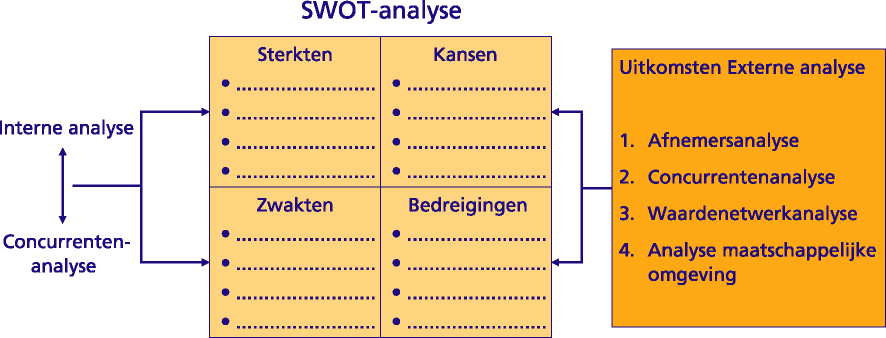 SWOT-analyse
Interne analyse
Concurrenten-
analyse
Sterkten
• ........................
• ........................
• ........................
• ........................
Kansen
• ........................
• ........................
• ........................
• ........................
Zwakten
• ........................
• ........................
• ........................
• ........................
Bedreigingen
• ........................
• ........................
• ........................
• ........................
Uitkomsten Externe analyse
1. Afnemersanalyse
2. Concurrentenanalyse
3. Waardenetwerkanalyse
4. Analyse maatschappelijke
omgeving